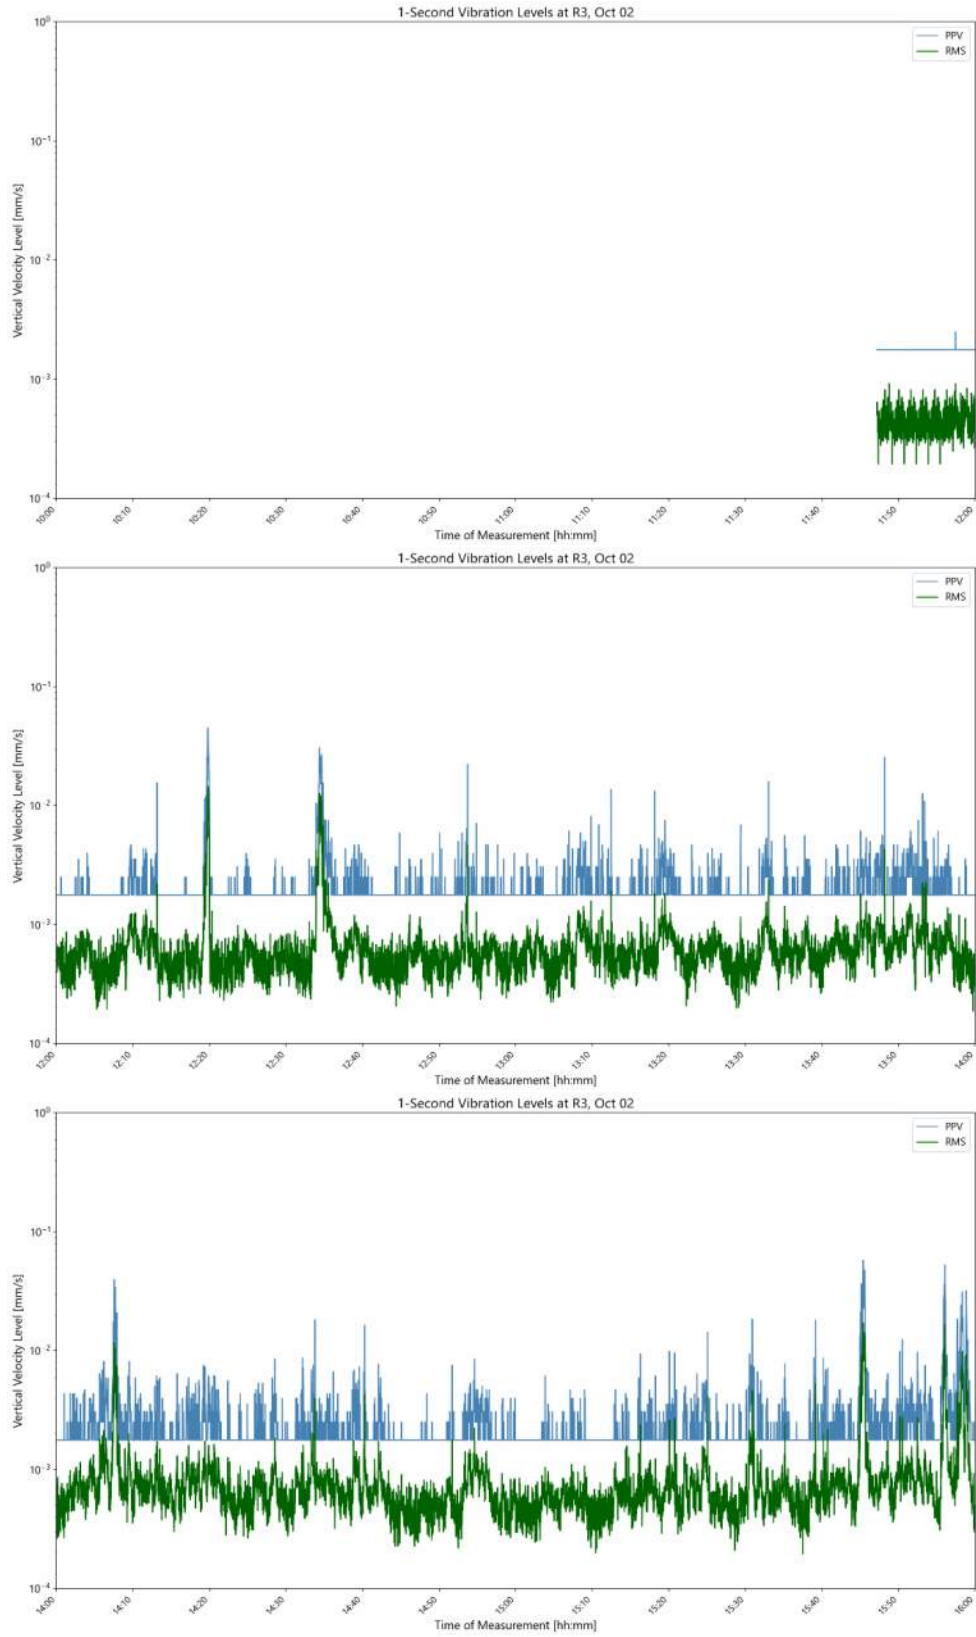 1-Second Vibration Levels at R3, Oct 02
PPV
RMS
Vertical Velocity Level [mm/s]
10⁰
10⁻¹
10⁻²
10⁻³
10⁻⁴
10:00 10:10 10:20 10:30 10:40 10:50 11:00 11:10 11:20 11:30 11:40 11:50 12:00
Time of Measurement [hh:mm]
1-Second Vibration Levels at R3, Oct 02
PPV
RMS
Vertical Velocity Level [mm/s]
10⁰
10⁻¹
10⁻²
10⁻³
10⁻⁴
12:00 12:10 12:20 12:30 12:40 12:50 13:00 13:10 13:20 13:30 13:40 13:50 14:00
Time of Measurement [hh:mm]
1-Second Vibration Levels at R3, Oct 02
PPV
RMS
Vertical Velocity Level [mm/s]
10⁰
10⁻¹
10⁻²
10⁻³
10⁻⁴
14:00 14:10 14:20 14:30 14:40 14:50 15:00 15:10 15:20 15:30 15:40 15:50 16:00
Time of Measurement [hh:mm]